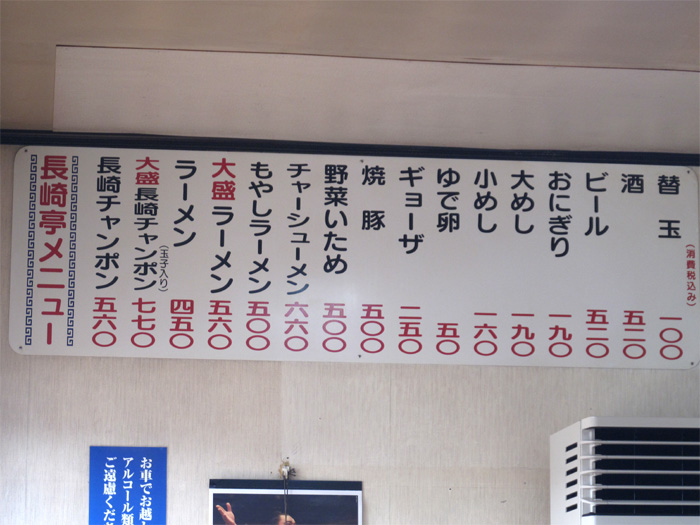 長崎亭メニュー
長崎チャンポン 五六〇
大盛長崎チャンポン(玉子入り) 七七〇
ラーメン 四五〇
大盛ラーメン 五六〇
もやしラーメン 五〇〇
チャーシューメン 六六〇
野菜いため 五〇〇
焼豚 五〇〇
ギョーザ 二五〇
ゆで卵 五〇
小めし 一六〇
大めし 一九〇
おにぎり 一九〇
ビール 五二〇
酒 五二〇
替玉 一〇〇
(消費税込み)
お車でお越し
アルコール類
ご遠慮くだ